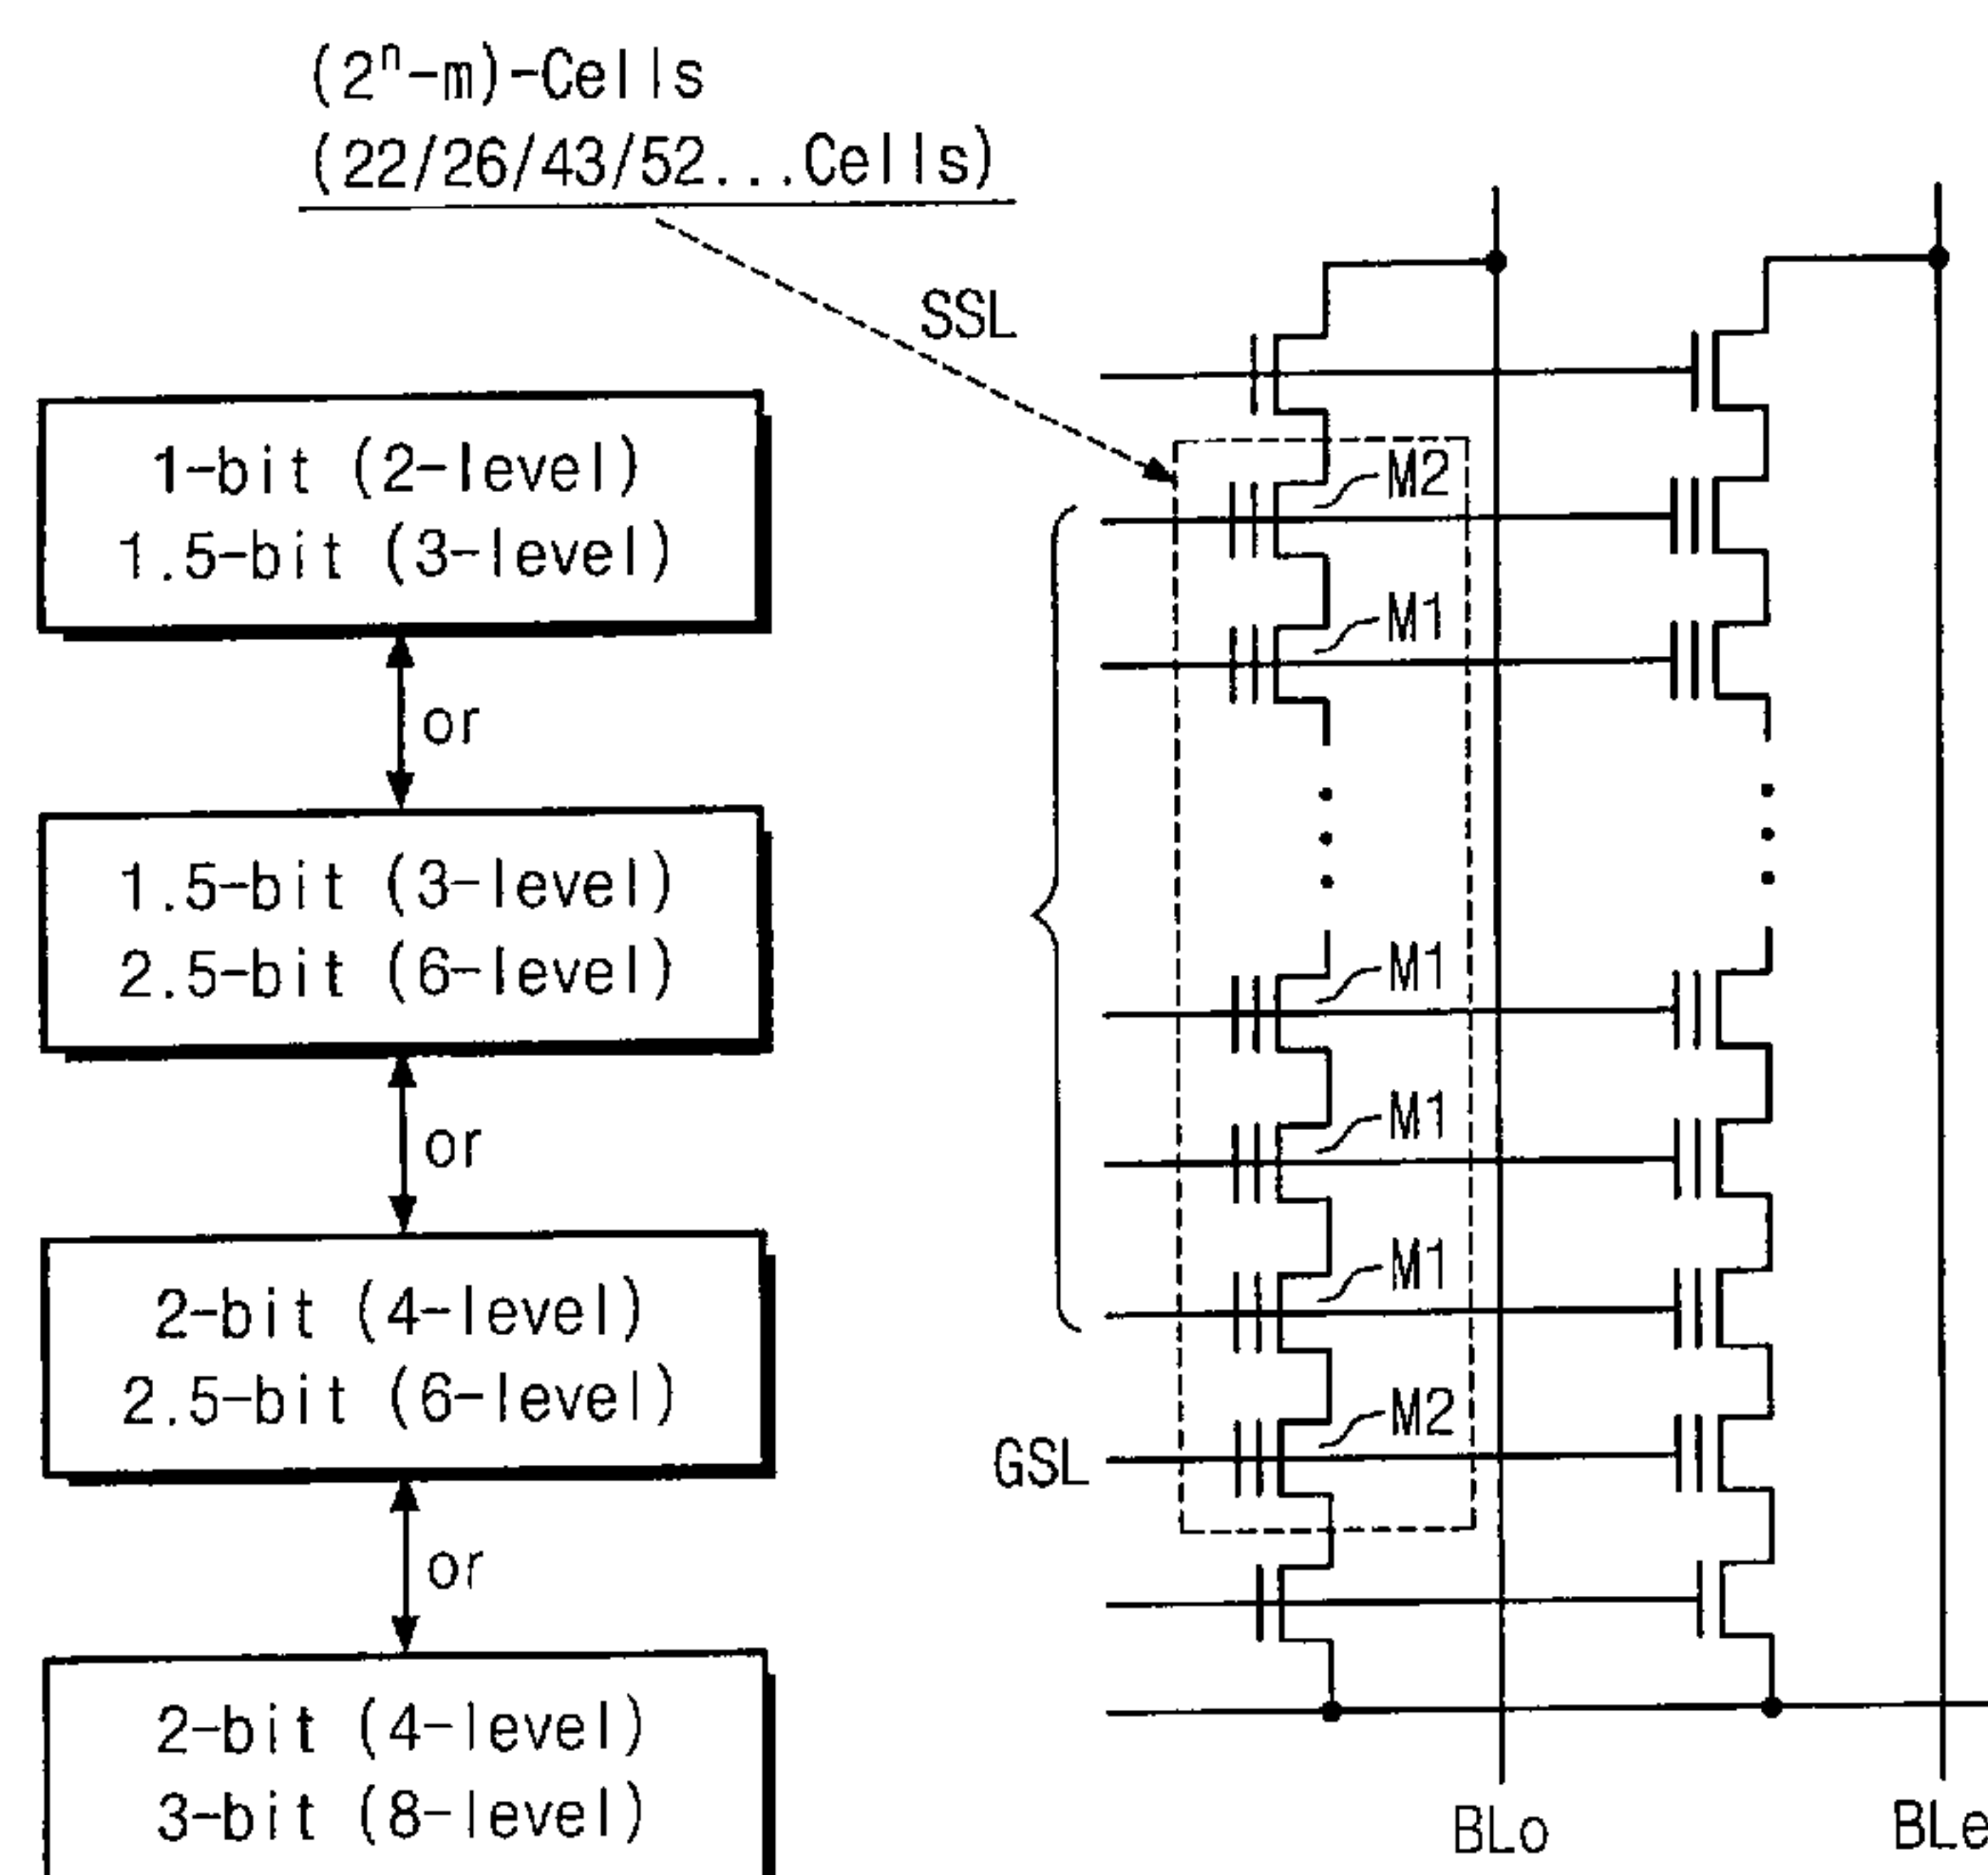 (2ⁿ-m)-Cells
(22/26/43/52...Cells)
SSL
1-bit (2-level)
1.5-bit (3-level)
or
1.5-bit (3-level)
2.5-bit (6-level)
or
2-bit (4-level)
2.5-bit (6-level)
or
2-bit (4-level)
3-bit (8-level)
M2
M1
M1
M1
M1
M2
GSL
BLo
BLe